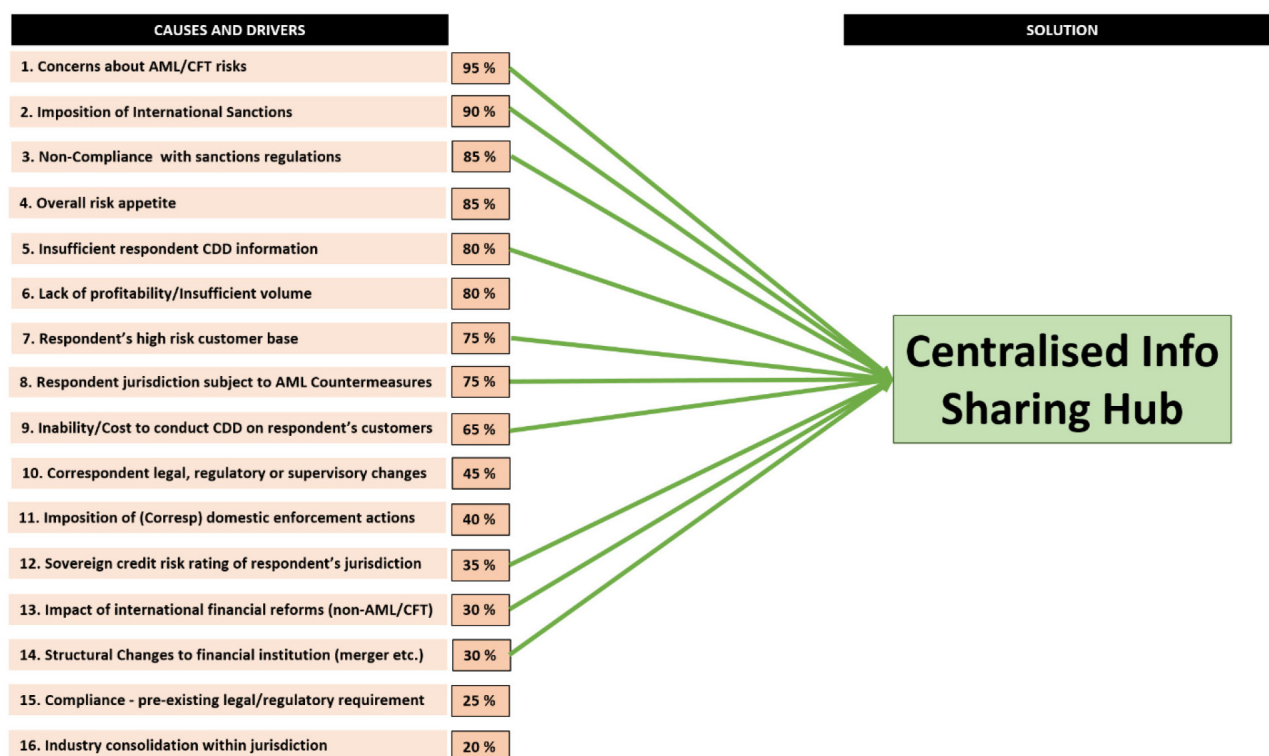 CAUSES AND DRIVERS
SOLUTION
1. Concerns about AML/CFT risks 95 %
2. Imposition of International Sanctions 90 %
3. Non-Compliance with sanctions regulations 85 %
4. Overall risk appetite 85 %
5. Insufficient respondent CDD information 80 %
6. Lack of profitability/Insufficient volume 80 %
7. Respondent's high risk customer base 75 %
8. Respondent jurisdiction subject to AML Countermeasures 75 %
9. Inability/Cost to conduct CDD on respondent's customers 65 %
10. Correspondent legal, regulatory or supervisory changes 45 %
11. Imposition of (Corresp) domestic enforcement actions 40 %
12. Sovereign credit risk rating of respondent's jurisdiction 35 %
13. Impact of international financial reforms (non-AML/CFT) 30 %
14. Structural Changes to financial institution (merger etc.) 30 %
15. Compliance - pre-existing legal/regulatory requirement 25 %
16. Industry consolidation within jurisdiction 20 %
Centralised Info
Sharing Hub